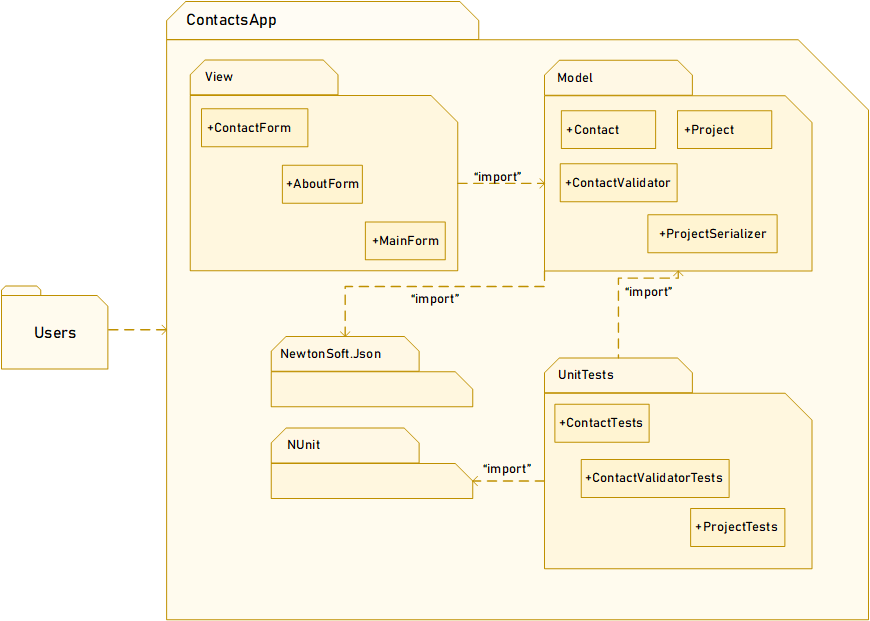 ContactsApp
View
Model
+ContactForm
+Contact
+Project
+AboutForm
“import”
+ContactValidator
+MainForm
+ProjectSerializer
“import”
“import”
Users
NewtonSoft.Json
UnitTests
+ContactTests
NUnit
“import”
+ContactValidatorTests
+ProjectTests